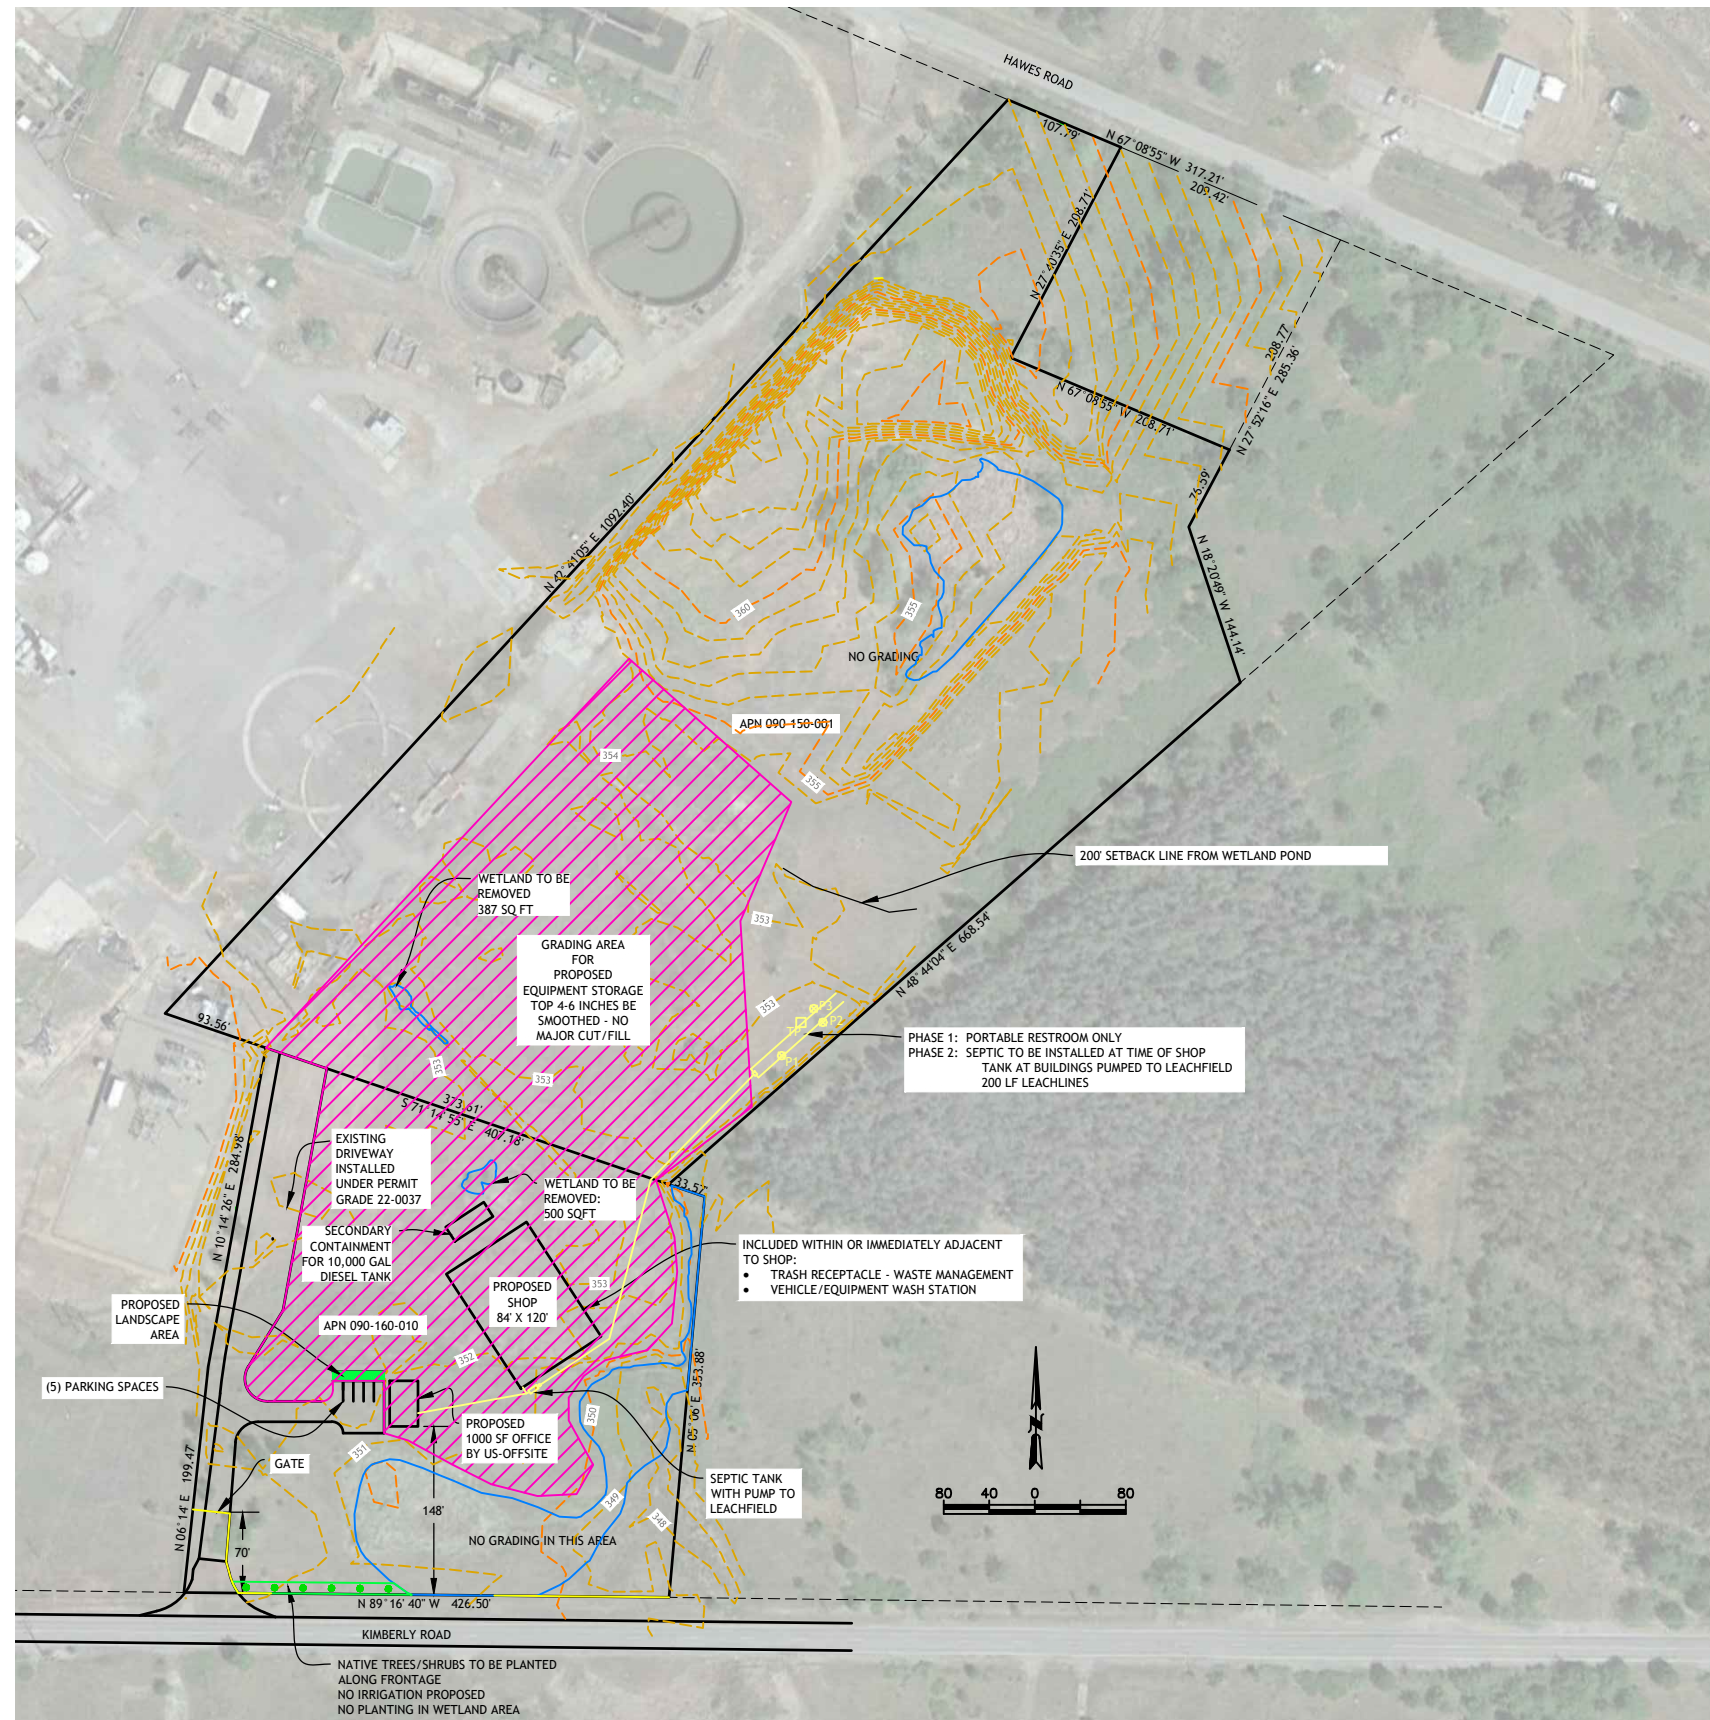 HAWES ROAD
107.79'
N 67°08'55" W 317.21'
209.42'
N 27°40'35" E 208.71'
208.77'
N 27°52'16" E 285.36'
N 67°08'55" W 208.71'
76.59'
N 18°20'49" W 144.14'
N 42°41'05" E 1092.40'
360
355
NO GRADING
APN 090-150-001
354
355
200' SETBACK LINE FROM WETLAND POND
WETLAND TO BE
REMOVED
387 SQ FT
353
N 48°44'04" E 668.54'
GRADING AREA
FOR
PROPOSED
EQUIPMENT STORAGE
TOP 4-6 INCHES BE
SMOOTHED - NO
MAJOR CUT/FILL
353
P3
P2
P1
93.56'
PHASE 1: PORTABLE RESTROOM ONLY
PHASE 2: SEPTIC TO BE INSTALLED AT TIME OF SHOP
TANK AT BUILDINGS PUMPED TO LEACHFIELD
200 LF LEACHLINES
353
353
373.61'
S 71°14'55" E 407.18'
EXISTING
DRIVEWAY
INSTALLED
UNDER PERMIT
GRADE 22-0037
N 10°14'26" E 284.98'
WETLAND TO BE
REMOVED:
500 SQFT
33.57'
SECONDARY
CONTAINMENT
FOR 10,000 GAL
DIESEL TANK
INCLUDED WITHIN OR IMMEDIATELY ADJACENT
TO SHOP:
• TRASH RECEPTACLE - WASTE MANAGEMENT
• VEHICLE/EQUIPMENT WASH STATION
PROPOSED
SHOP
84' X 120'
353
PROPOSED
LANDSCAPE
AREA
APN 090-160-010
352
N 05°06'06" E 353.88'
(5) PARKING SPACES
PROPOSED
1000 SF OFFICE
BY US-OFFSITE
350
351
GATE
N 06°14'14" E 199.47'
SEPTIC TANK
WITH PUMP TO
LEACHFIELD
349
348
148'
70'
NO GRADING IN THIS AREA
80 40 0 80
N 89°16'40" W 426.50'
KIMBERLY ROAD
NATIVE TREES/SHRUBS TO BE PLANTED
ALONG FRONTAGE
NO IRRIGATION PROPOSED
NO PLANTING IN WETLAND AREA